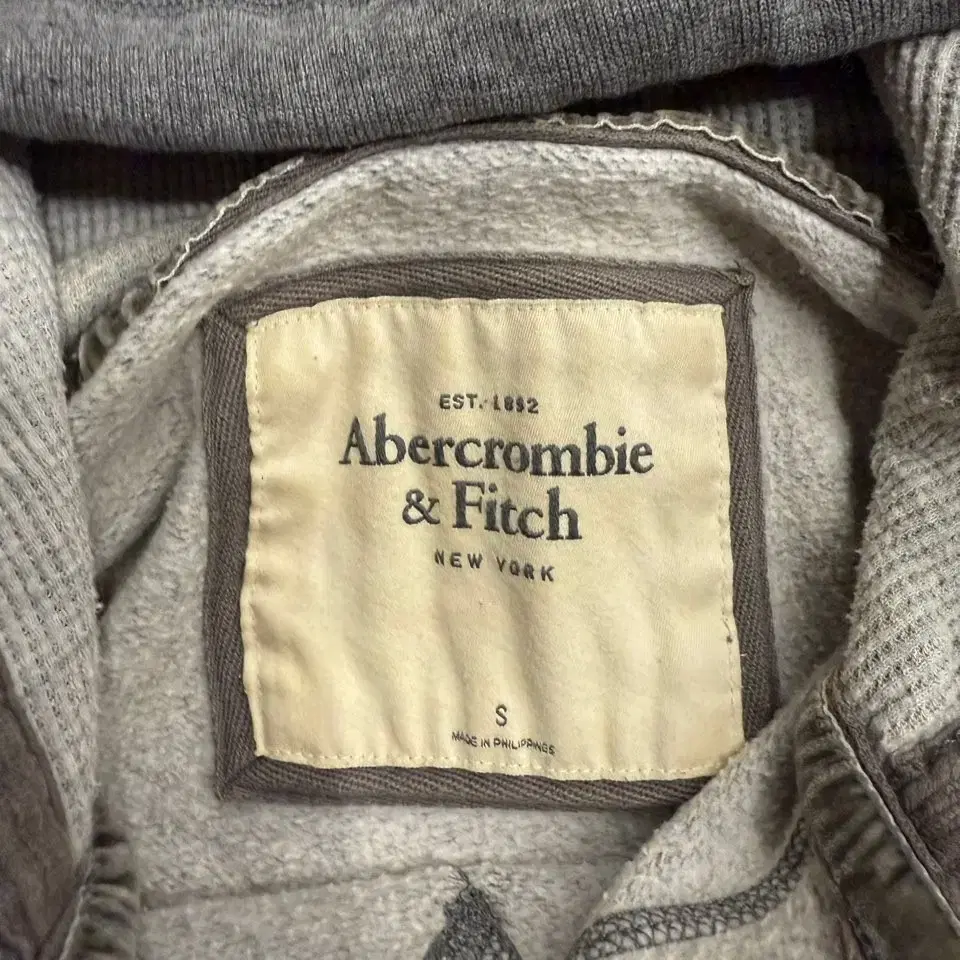 EST. 1892
Abercrombie
& Fitch
NEW YORK
S
MADE IN PHILIPPINES